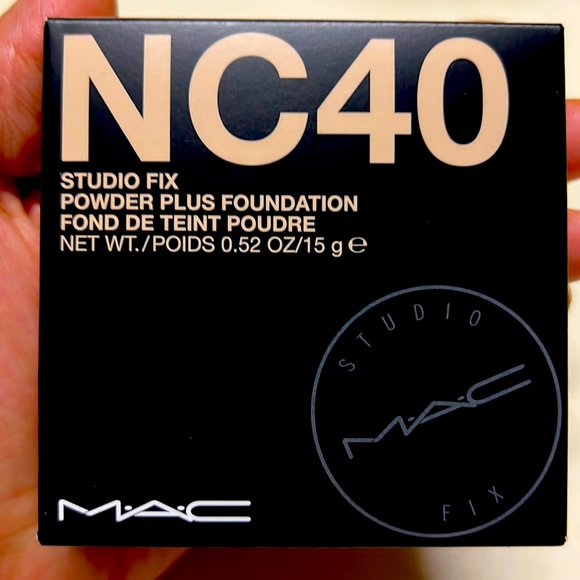 NC40
STUDIO FIX
POWDER PLUS FOUNDATION
FOND DE TEINT POUDRE
NET WT./POIDS 0.52 OZ/15 g ℮
STUDIO
M·A·C
FIX
M·A·C